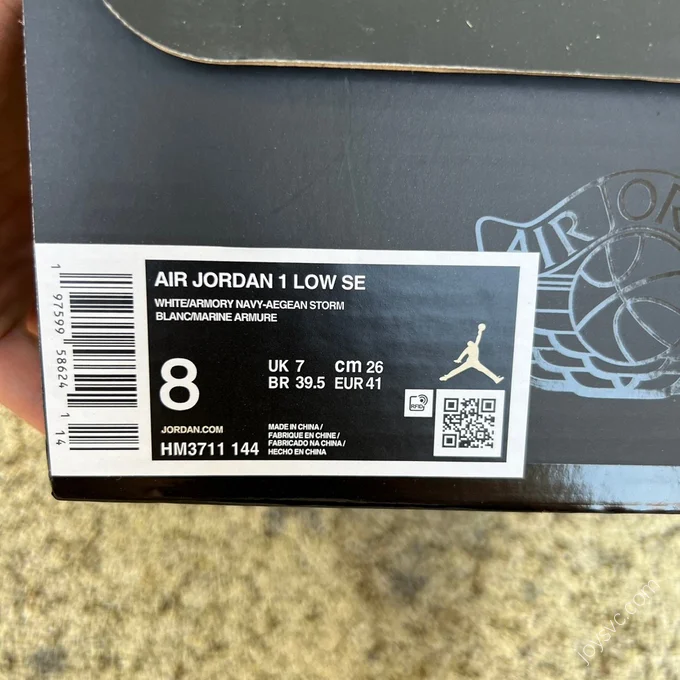 AIR JORDAN
AIR JORDAN 1 LOW SE
WHITE/ARMORY NAVY-AEGEAN STORM
BLANC/MARINE ARMURE
8
UK 7 cm 26
BR 39.5 EUR 41
JORDAN.COM
HM3711 144
MADE IN CHINA /
FABRIQUE EN CHINE /
FABRICADO NA CHINA /
HECHO EN CHINA
RFID
1 97599 58624 1 14